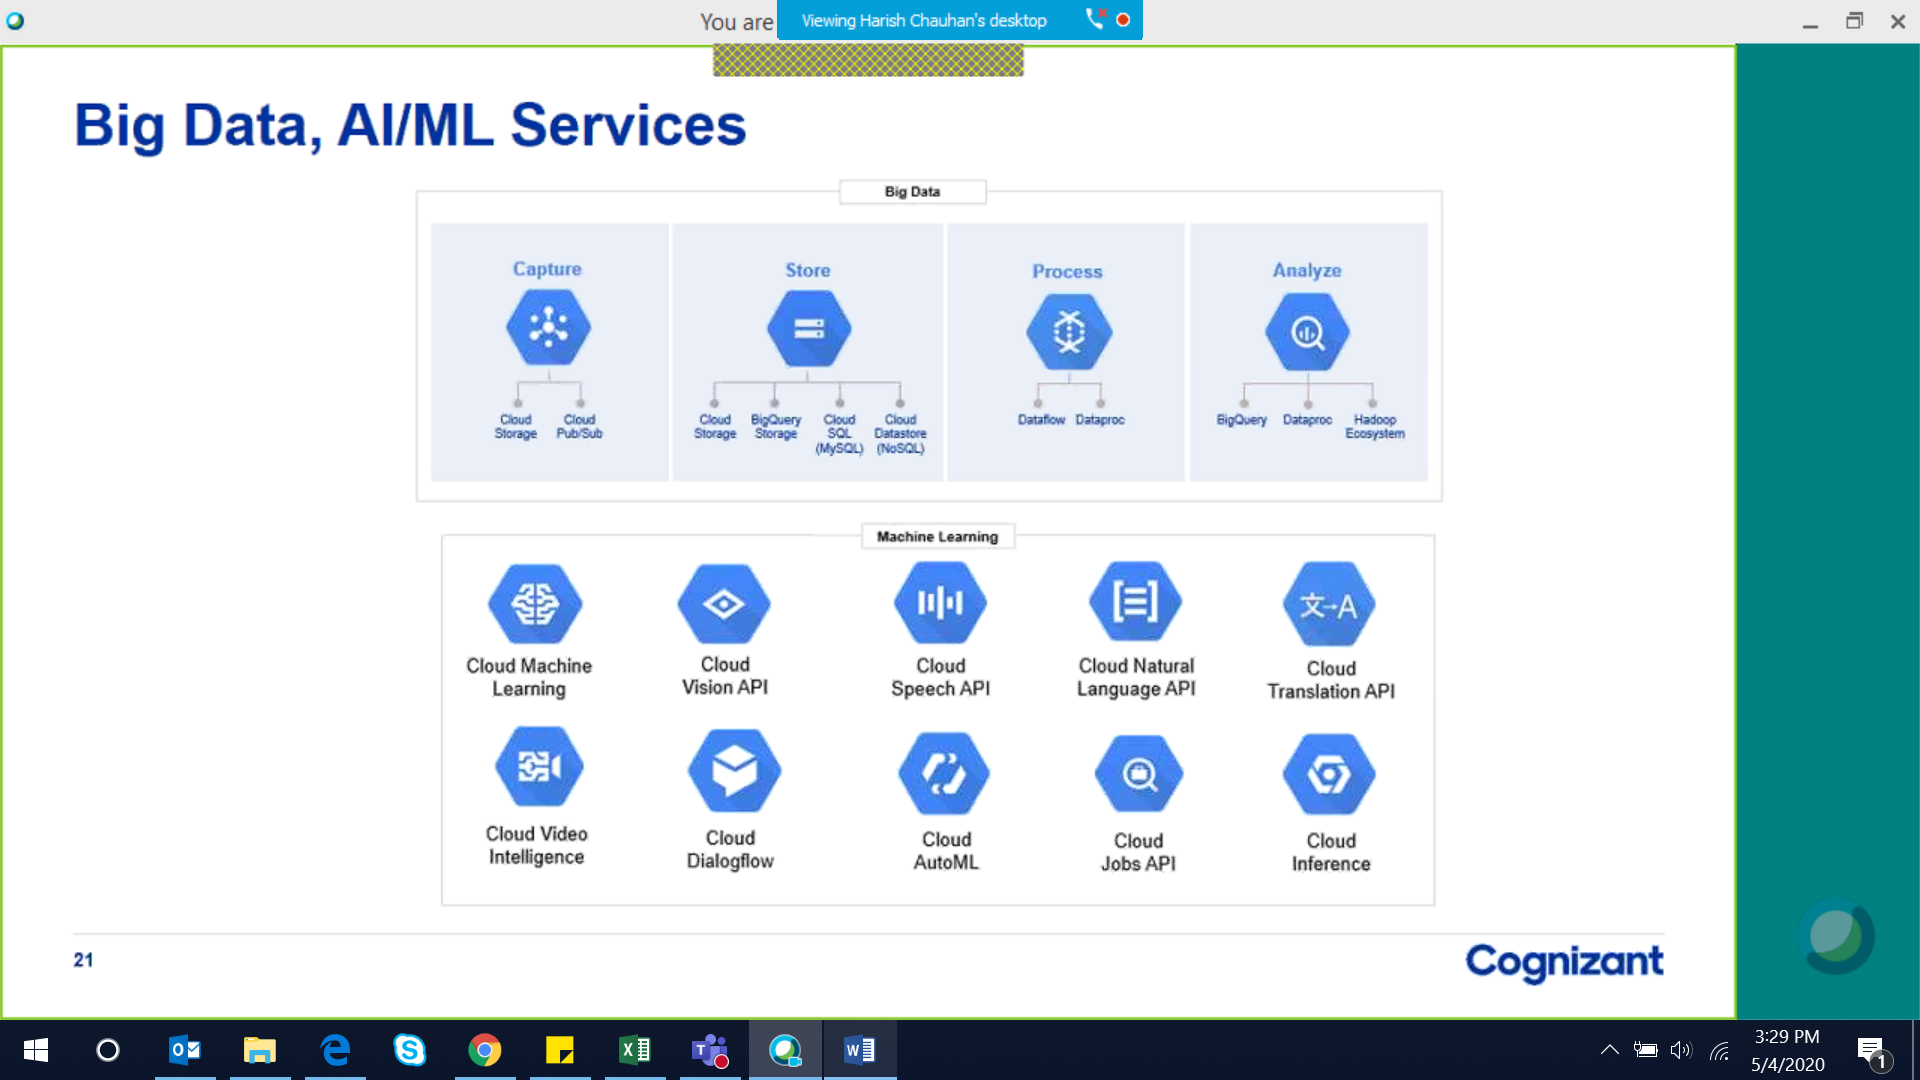 You are
Viewing Harish Chauhan's desktop
Big Data, AI/ML Services
Big Data
Capture
Store
Process
Analyze
Cloud Storage
Cloud Pub/Sub
Cloud Storage
BigQuery Storage
Cloud SQL (MySQL)
Cloud Datastore (NoSQL)
Dataflow
Dataproc
BigQuery
Dataproc
Hadoop Ecosystem
Machine Learning
文→A
Cloud Machine Learning
Cloud Vision API
Cloud Speech API
Cloud Natural Language API
Cloud Translation API
Cloud Video Intelligence
Cloud Dialogflow
Cloud AutoML
Cloud Jobs API
Cloud Inference
21
Cognizant
3:29 PM
5/4/2020
1